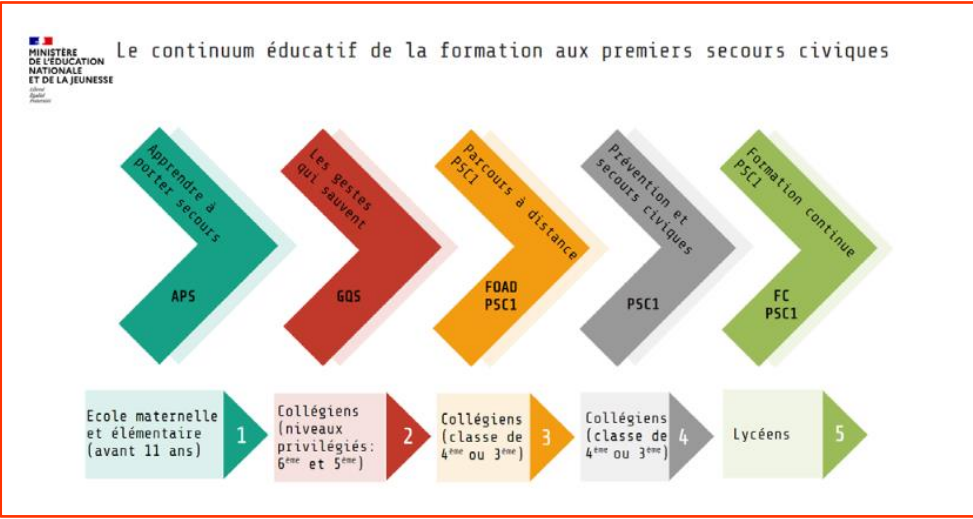 MINISTÈRE
DE L'ÉDUCATION
NATIONALE
ET DE LA JEUNESSE
Liberté
Égalité
Fraternité
Le continuum éducatif de la formation aux premiers secours civiques
Apprendre à
porter secours
APS
Les gestes
qui sauvent
GQS
Parcours à distance
PSC1
FOAD
PSC1
Prévention et
secours civiques
PSC1
Formation continue
PSC1
FC
PSC1
Ecole maternelle
et élémentaire
(avant 11 ans)
1
Collégiens
(niveaux
privilégiés:
6ème et 5ème)
2
Collégiens
(classe de
4ème ou 3ème)
3
Collégiens
(classe de
4ème ou 3ème)
4
Lycéens
5